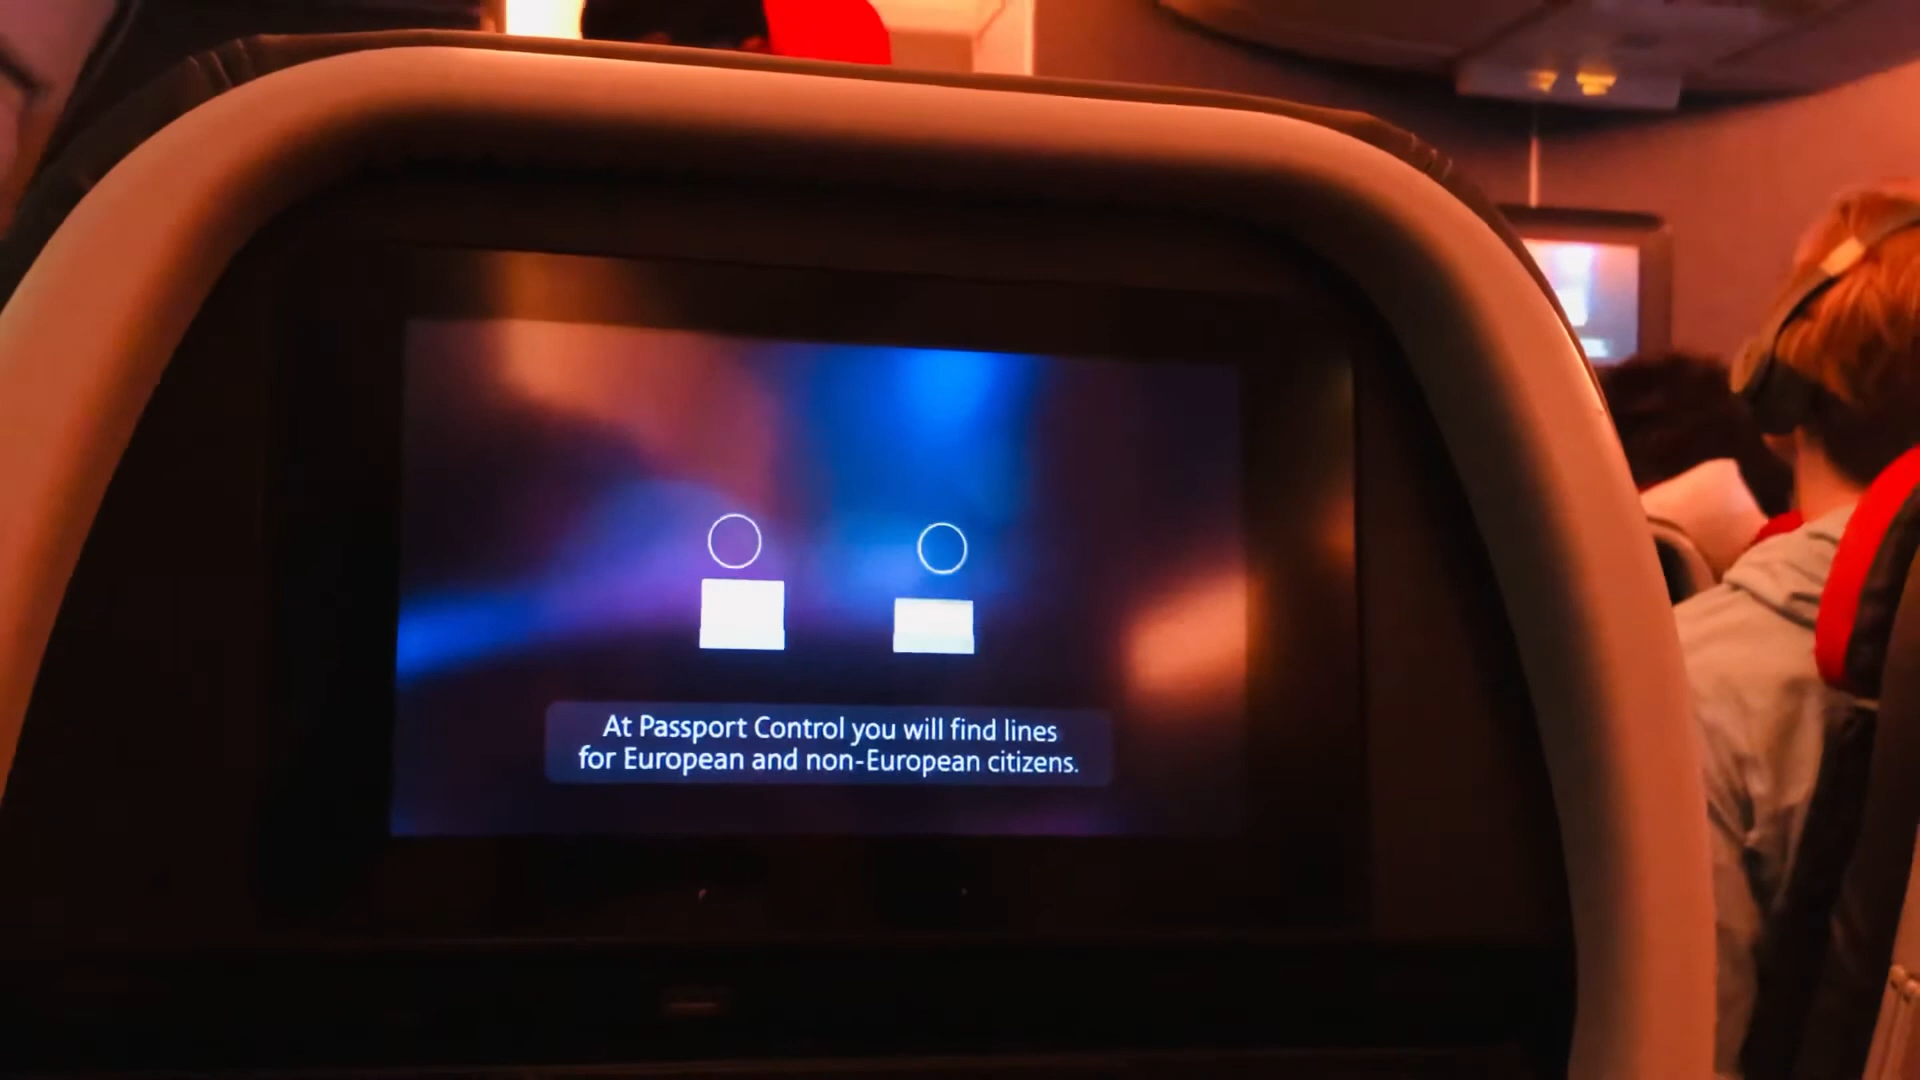 At Passport Control you will find lines
for European and non-European citizens.